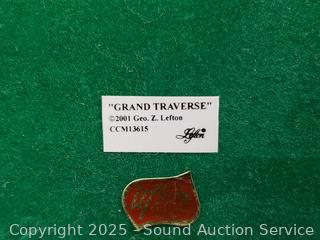 "GRAND TRAVERSE"
©2001 Geo. Z. Lefton
CCM13615
Lefton
Copyright 2025 - Sound Auction Service